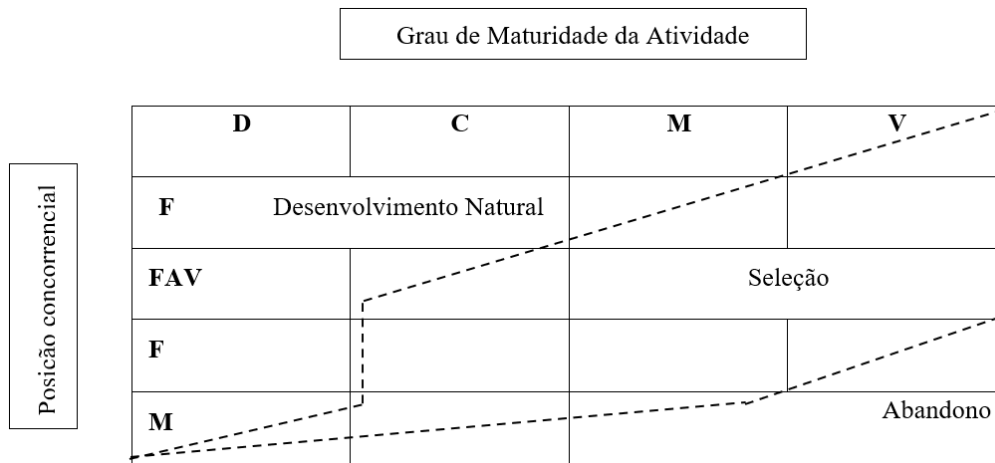 Grau de Maturidade da Atividade
D C M V
Posicão concorrencial
F Desenvolvimento Natural
FAV Seleção
F
M Abandono